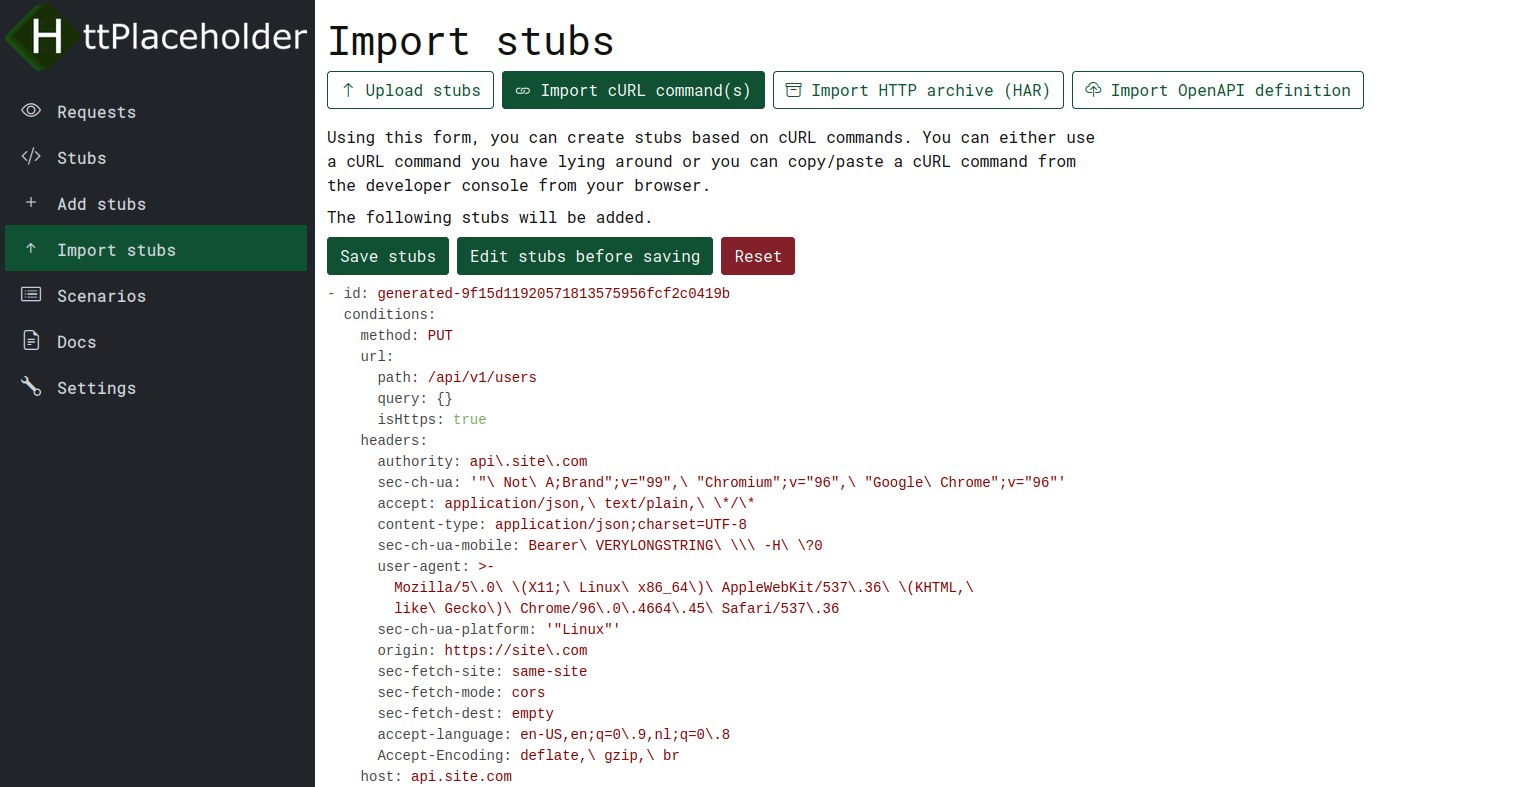 HttPlaceholder
Requests
Stubs
Add stubs
Import stubs
Scenarios
Docs
Settings
Import stubs
Upload stubs
Import cURL command(s)
Import HTTP archive (HAR)
Import OpenAPI definition
Using this form, you can create stubs based on cURL commands. You can either use
a cURL command you have lying around or you can copy/paste a cURL command from
the developer console from your browser.
The following stubs will be added.
Save stubs
Edit stubs before saving
Reset
- id: generated-9f15d11920571813575956fcf2c0419b
  conditions:
    method: PUT
    url:
      path: /api/v1/users
      query: {}
      isHttps: true
    headers:
      authority: api\.site\.com
      sec-ch-ua: '"\ Not\ A;Brand";v="99",\ "Chromium";v="96",\ "Google\ Chrome";v="96"'
      accept: application/json,\ text/plain,\ \*/\*
      content-type: application/json;charset=UTF-8
      sec-ch-ua-mobile: Bearer\ VERYLONGSTRING\ \\\ -H\ \?0
      user-agent: >-
        Mozilla/5\.0\ \(X11;\ Linux\ x86_64\)\ AppleWebKit/537\.36\ \(KHTML,\
        like\ Gecko\)\ Chrome/96\.0\.4664\.45\ Safari/537\.36
      sec-ch-ua-platform: '"Linux"'
      origin: https://site\.com
      sec-fetch-site: same-site
      sec-fetch-mode: cors
      sec-fetch-dest: empty
      accept-language: en-US,en;q=0\.9,nl;q=0\.8
      Accept-Encoding: deflate,\ gzip,\ br
    host: api.site.com